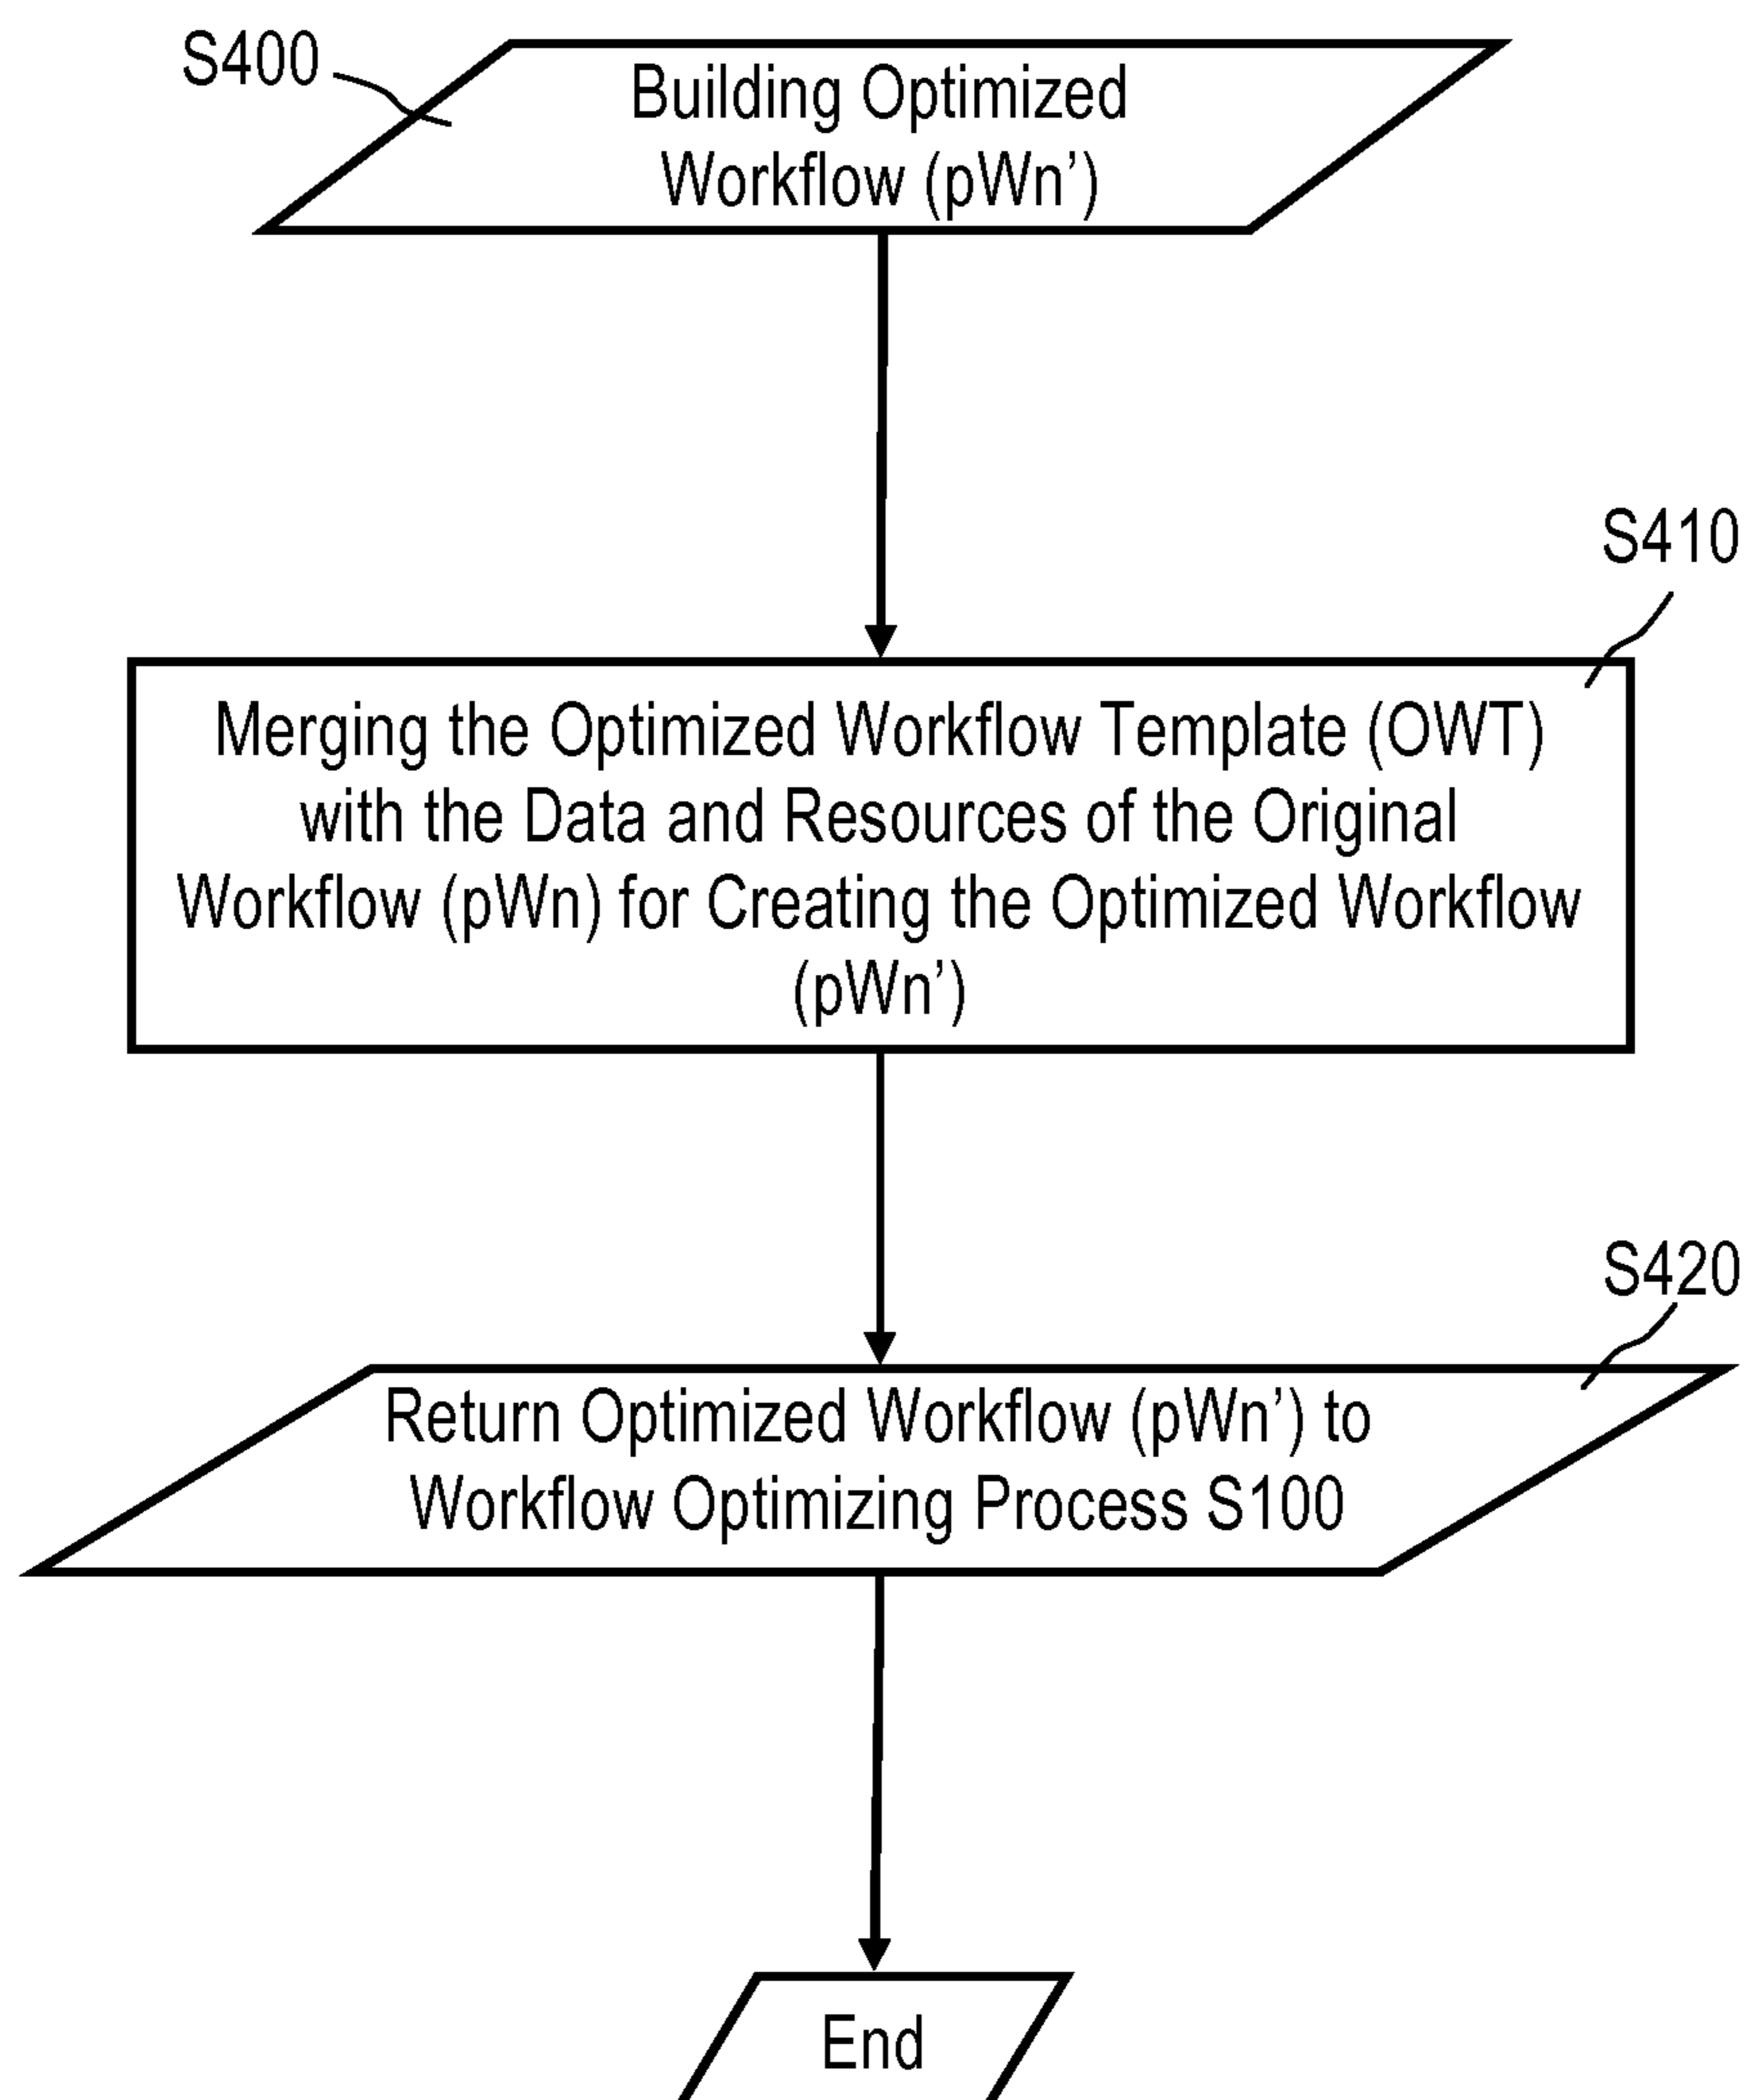 S400
Building Optimized
Workflow (pWn’)
S410
Merging the Optimized Workflow Template (OWT)
with the Data and Resources of the Original
Workflow (pWn) for Creating the Optimized Workflow
(pWn’)
S420
Return Optimized Workflow (pWn’) to
Workflow Optimizing Process S100
End